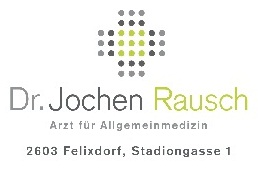 Dr. Jochen Rausch
Arzt für Allgemeinmedizin
2603 Felixdorf, Stadiongasse 1